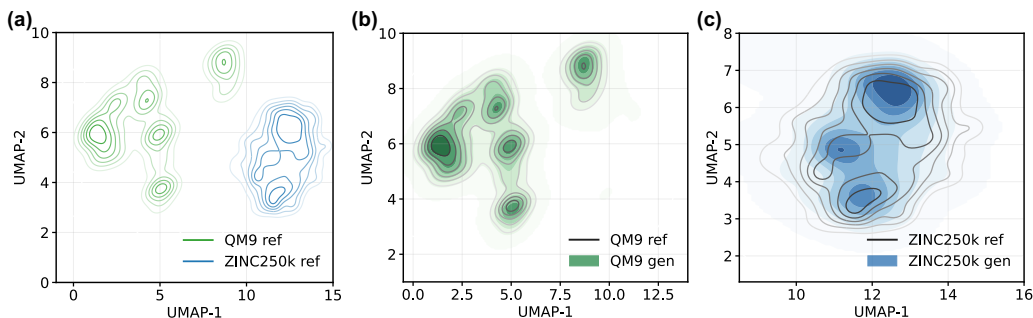 (a)
10
8
6
4
2
0
UMAP-2
0
5
10
15
UMAP-1
QM9 ref
ZINC250k ref
(b)
10
8
6
4
2
UMAP-2
0.0
2.5
5.0
7.5
10.0
12.5
UMAP-1
QM9 ref
QM9 gen
(c)
8
7
6
5
4
3
2
UMAP-2
10
12
14
16
UMAP-1
ZINC250k ref
ZINC250k gen